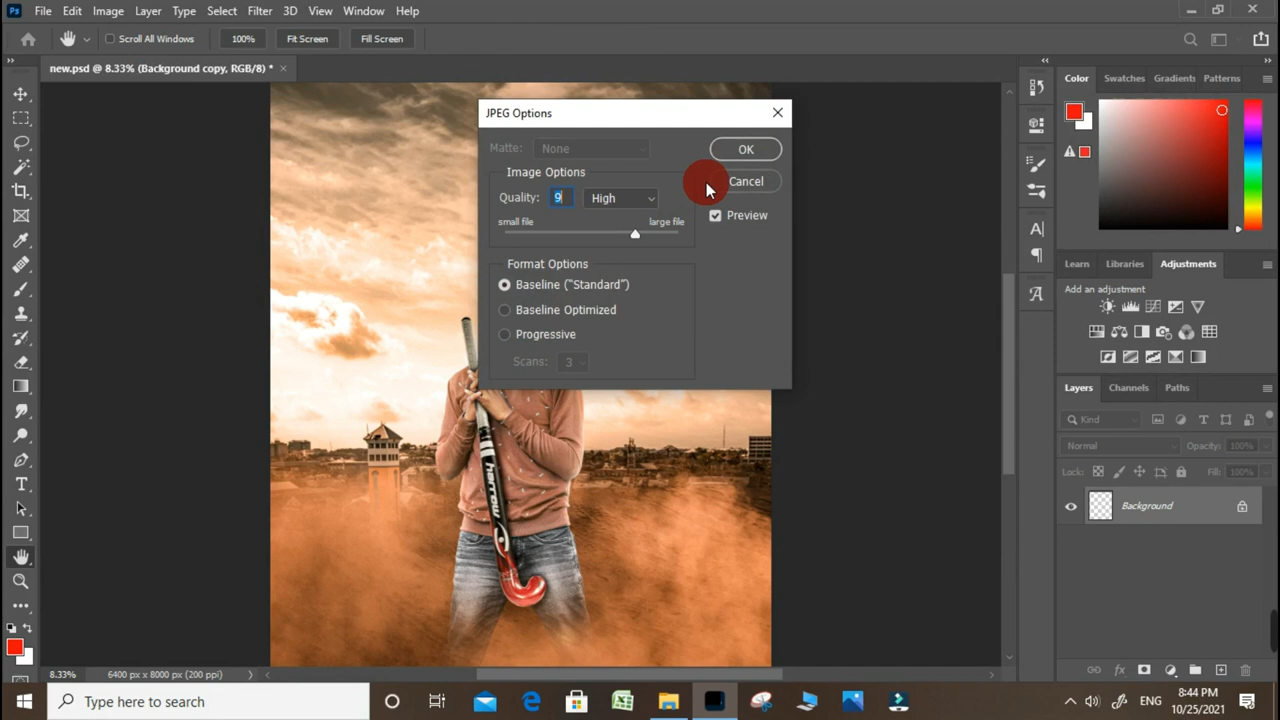 Ps File Edit Image Layer Type Select Filter 3D View Window Help
Scroll All Windows 100% Fit Screen Fill Screen
new.psd @ 8.33% (Background copy, RGB/8) *
JPEG Options
Matte: None
OK
Image Options
Cancel
Quality: 9 High
Preview
small file large file
Format Options
Baseline ("Standard")
Baseline Optimized
Progressive
Scans: 3
harrow
Color Swatches Gradients Patterns
Learn Libraries Adjustments
Add an adjustment
Layers Channels Paths
Kind
Normal Opacity: 100%
Lock: Fill: 100%
Background
8.33% 6400 px x 8000 px (200 ppi)
Type here to search
ENG
8:44 PM
10/25/2021